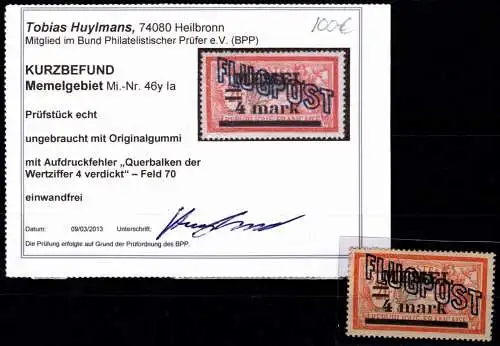 Tobias Huylmans, 74080 Heilbronn
Mitglied im Bund Philatelistischer Prüfer e.V. (BPP)
100€
KURZBEFUND
Memelgebiet Mi.-Nr. 46y Ia
Prüfstück echt
ungebraucht mit Originalgummi
mit Aufdruckfehler „Querbalken der
Wertziffer 4 verdickt“ – Feld 70
einwandfrei
Datum: 09/03/2013 Unterschrift:
Die Prüfung erfolgte auf Grund der Prüfordnung des BPP.
FLUGPOST
4 mark
FLUGPOST
4 mark